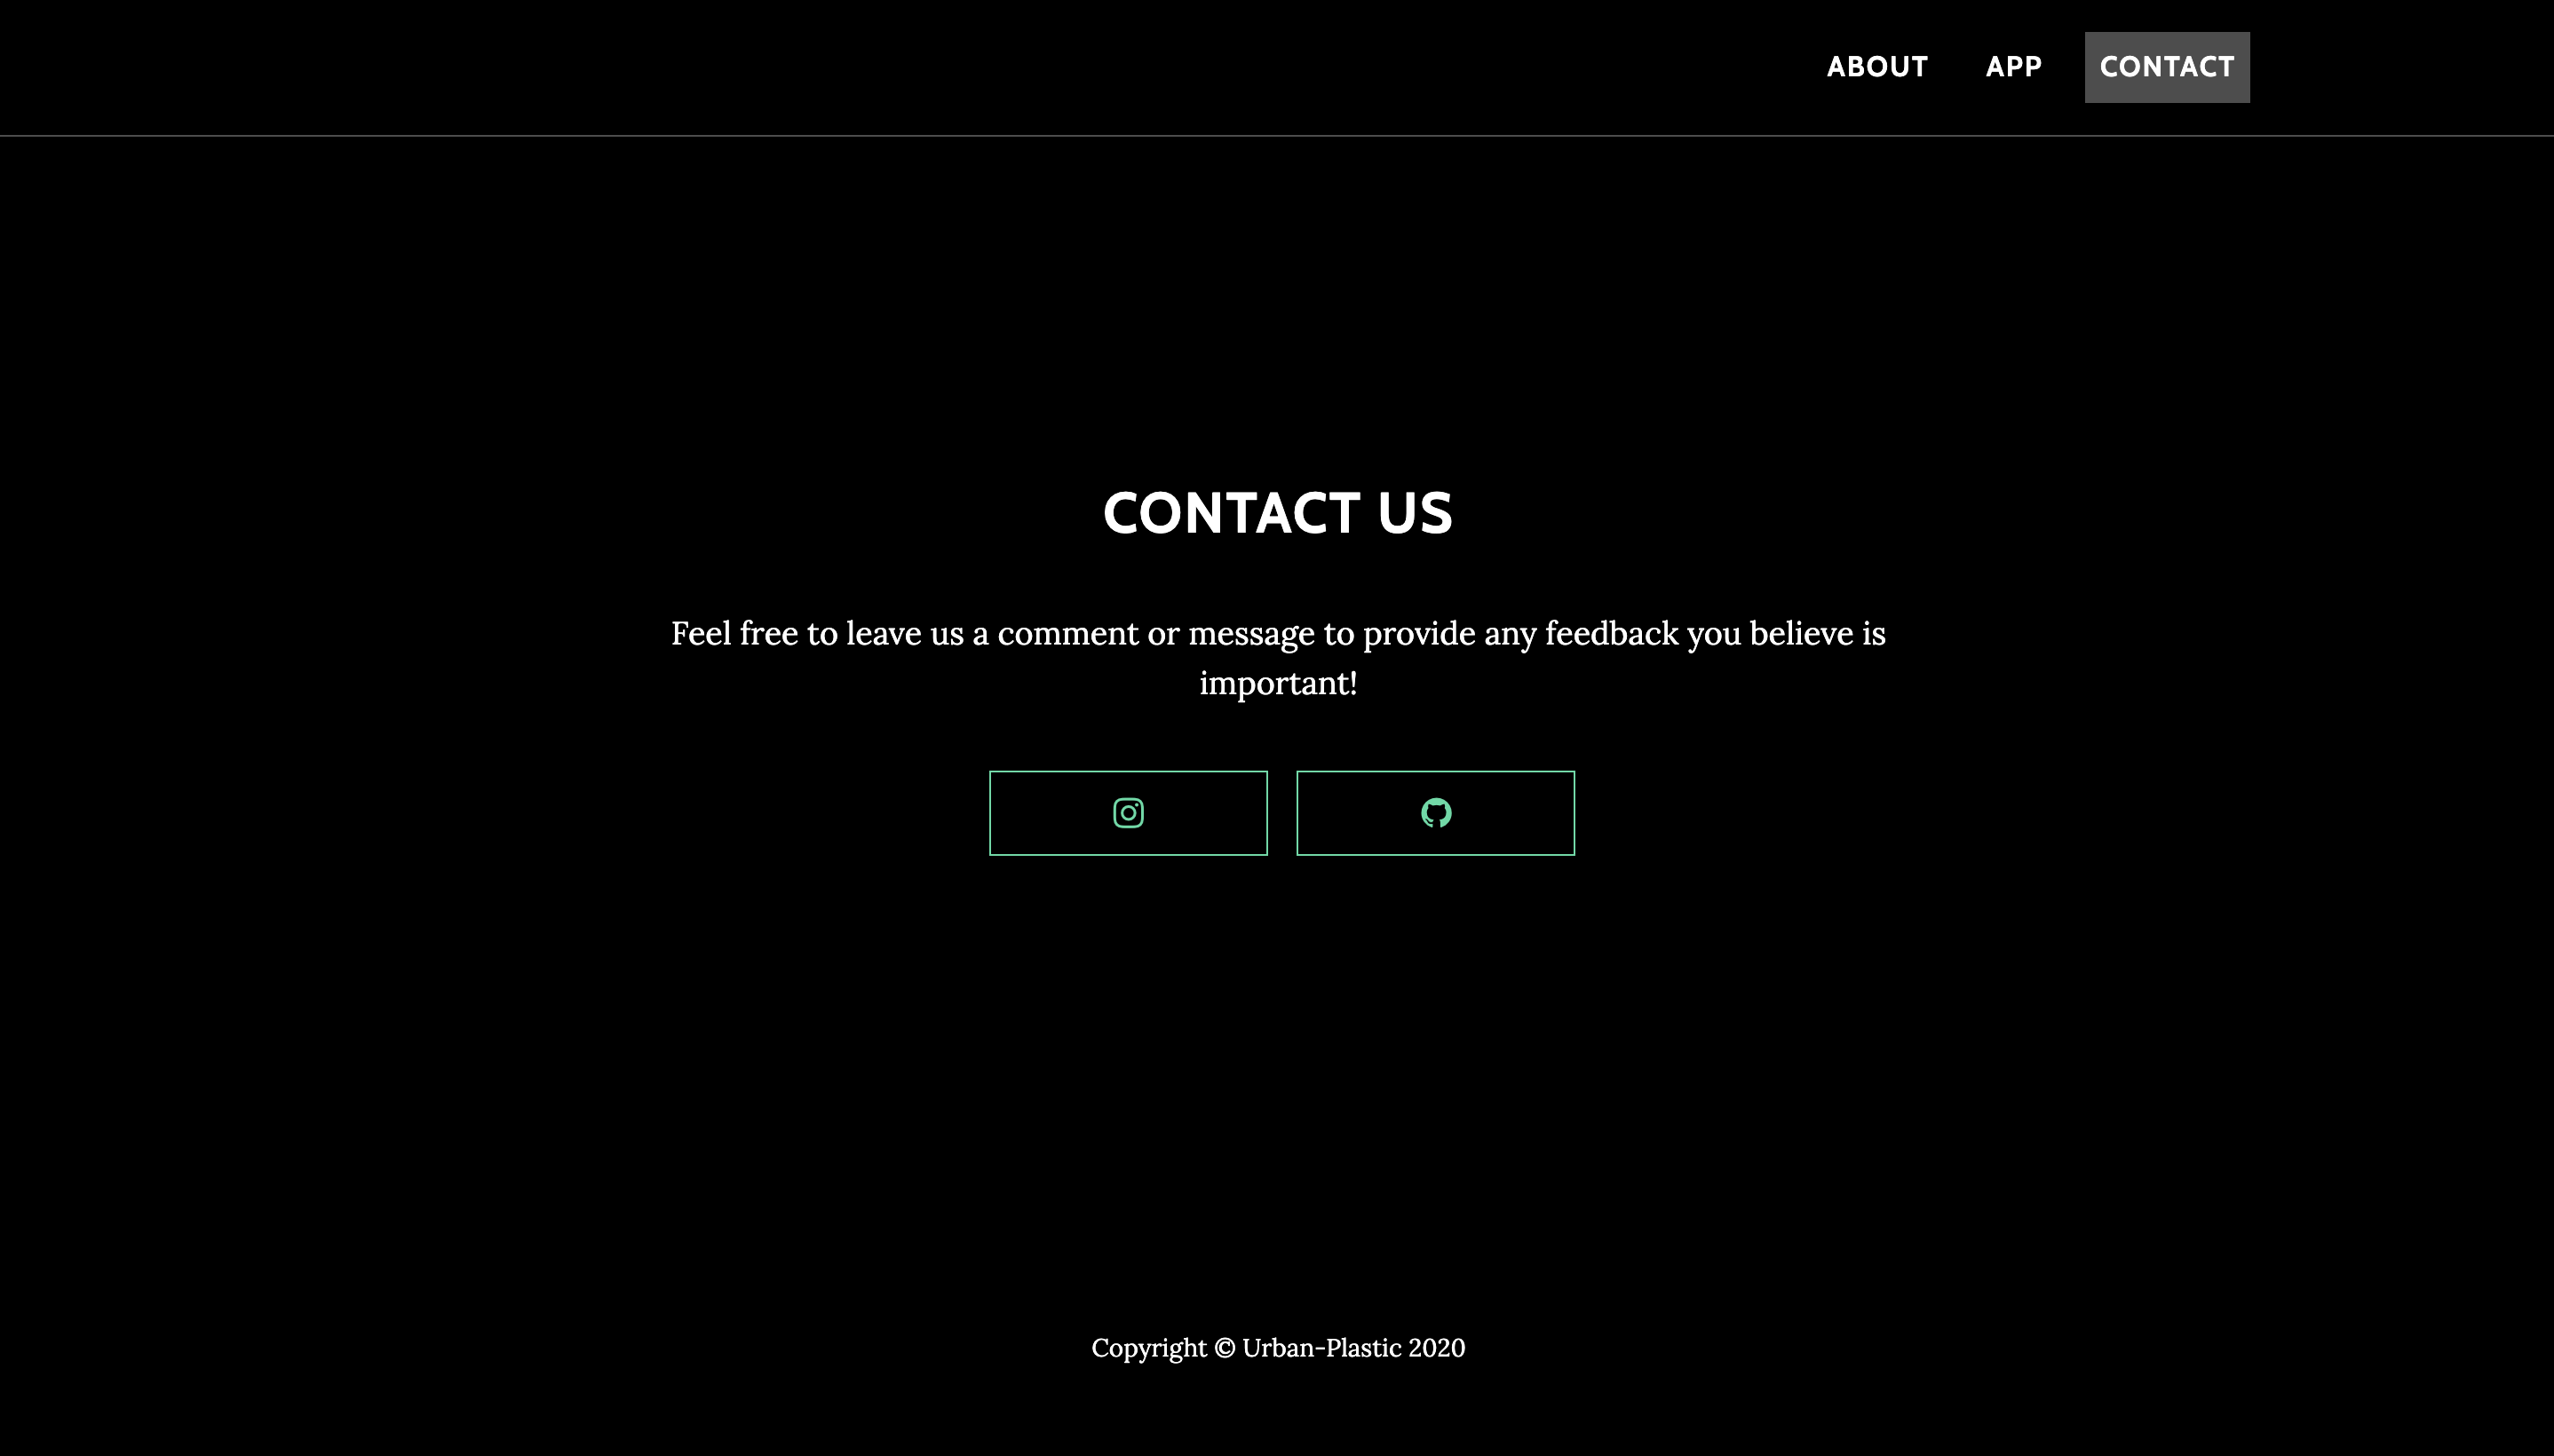 ABOUT APP CONTACT
CONTACT US
Feel free to leave us a comment or message to provide any feedback you believe is
important!
Copyright © Urban-Plastic 2020